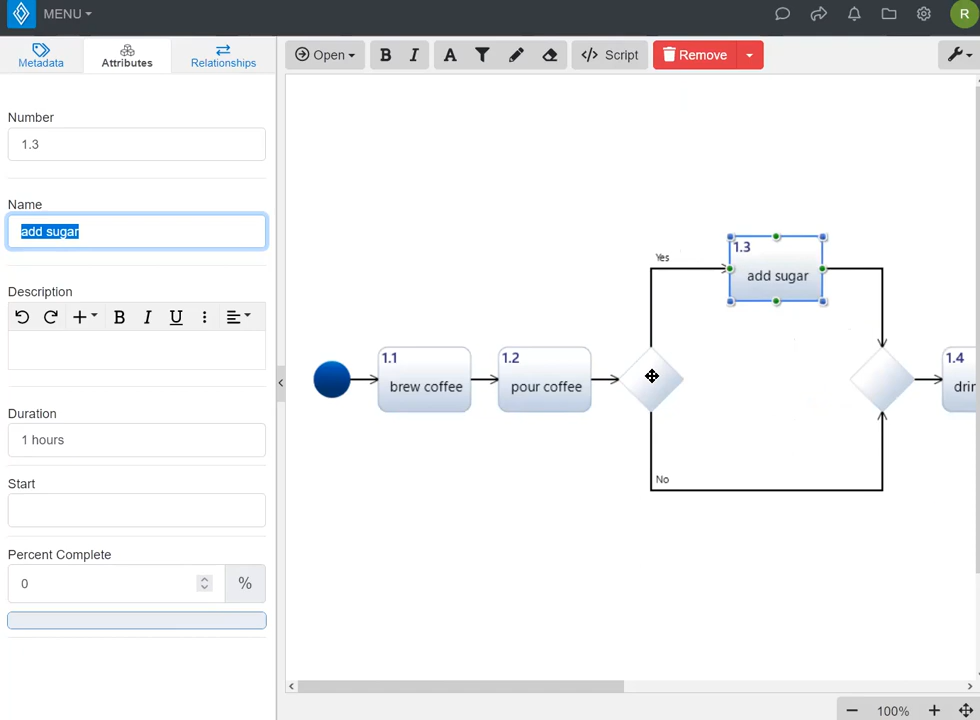 MENU
R
Metadata
Attributes
Relationships
Open
B I
A
Script
Remove
Number
1.3
Name
add sugar
Description
B I U
Duration
1 hours
Start
Percent Complete
0
%
Yes
1.3
add sugar
1.1
brew coffee
1.2
pour coffee
1.4
No
100%